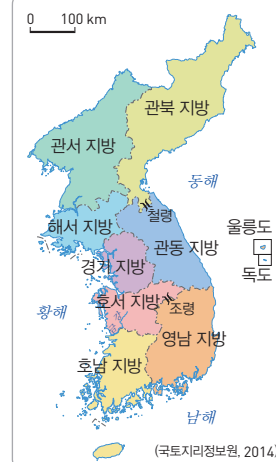 0 100 km
관북 지방
관서 지방
동해
철령
해서 지방
울릉도
관동 지방
경기 지방
독도
호서 지방
조령
황해
영남 지방
호남 지방
남해
(국토지리정보원, 2014)